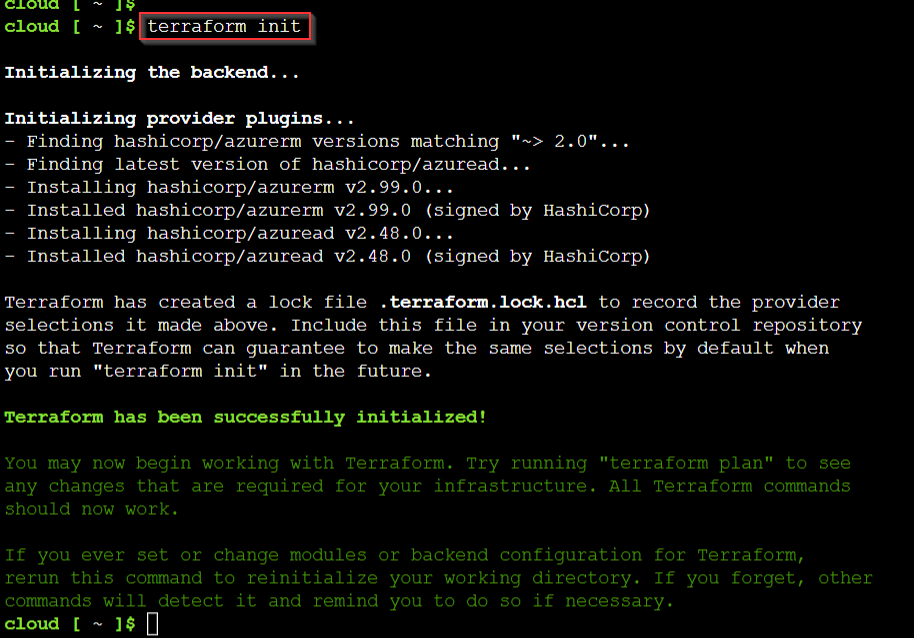 cloud [ ~ ]$
cloud [ ~ ]$ terraform init
Initializing the backend...
Initializing provider plugins...
- Finding hashicorp/azurerm versions matching "~> 2.0"...
- Finding latest version of hashicorp/azuread...
- Installing hashicorp/azurerm v2.99.0...
- Installed hashicorp/azurerm v2.99.0 (signed by HashiCorp)
- Installing hashicorp/azuread v2.48.0...
- Installed hashicorp/azuread v2.48.0 (signed by HashiCorp)
Terraform has created a lock file .terraform.lock.hcl to record the provider
selections it made above. Include this file in your version control repository
so that Terraform can guarantee to make the same selections by default when
you run "terraform init" in the future.
Terraform has been successfully initialized!
You may now begin working with Terraform. Try running "terraform plan" to see
any changes that are required for your infrastructure. All Terraform commands
should now work.
If you ever set or change modules or backend configuration for Terraform,
rerun this command to reinitialize your working directory. If you forget, other
commands will detect it and remind you to do so if necessary.
cloud [ ~ ]$